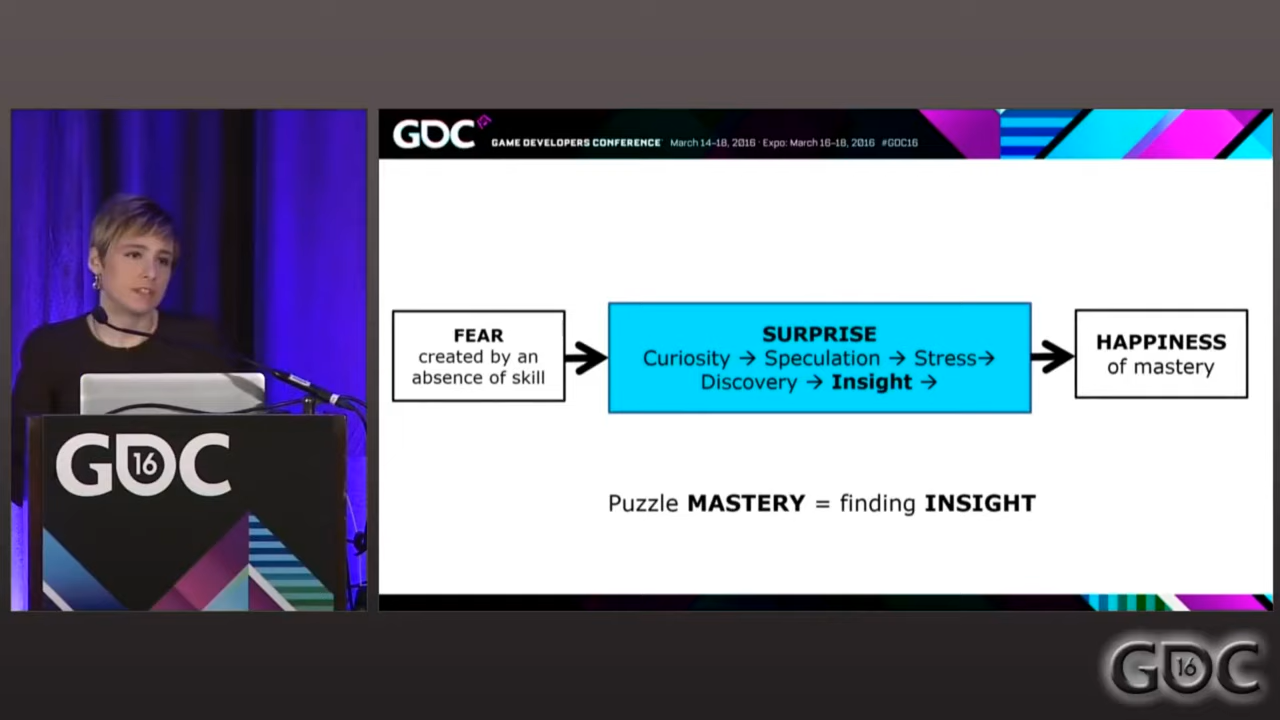 GDC
GAME DEVELOPERS CONFERENCE March 14-18, 2016 · Expo: March 16-18, 2016 #GDC16
FEAR
created by an
absence of skill
SURPRISE
Curiosity → Speculation → Stress→
Discovery → Insight →
HAPPINESS
of mastery
Puzzle MASTERY = finding INSIGHT
GDC 16
GDC 16